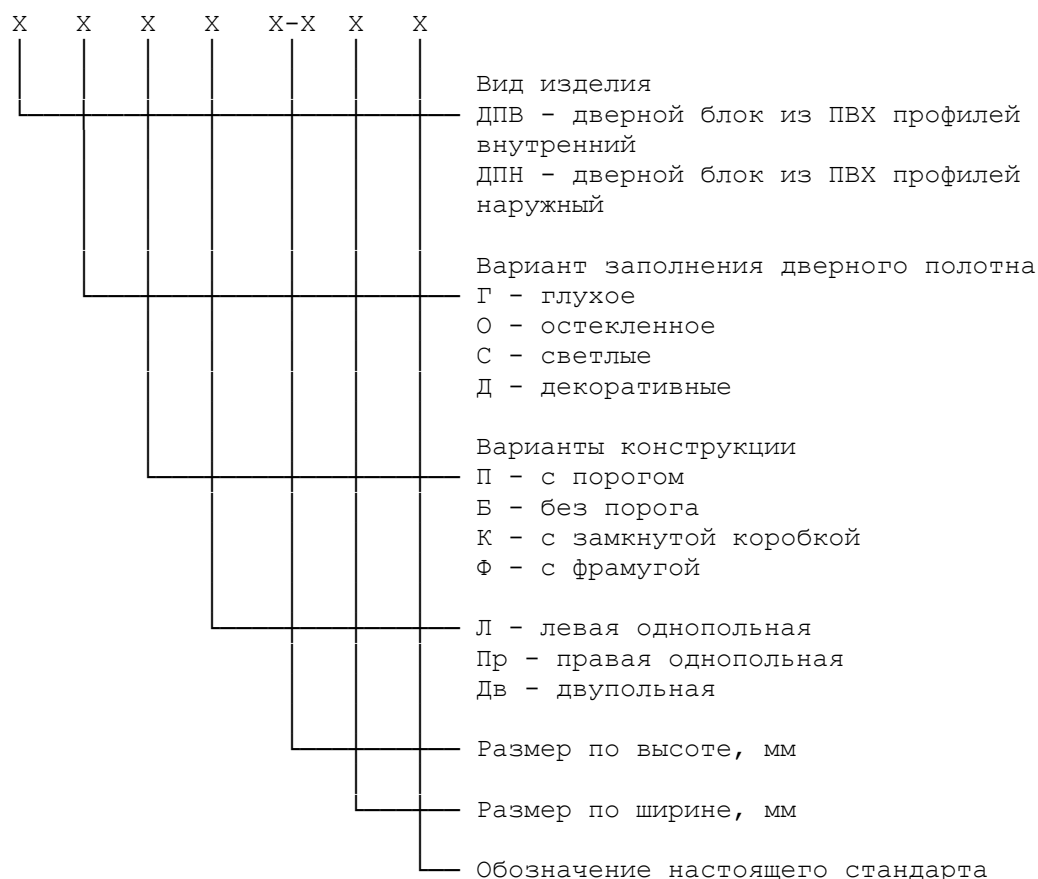 X X X X X-X X X
Вид изделия
ДПВ - дверной блок из ПВХ профилей
внутренний
ДПН - дверной блок из ПВХ профилей
наружный
Вариант заполнения дверного полотна
Г - глухое
О - остекленное
С - светлые
Д - декоративные
Варианты конструкции
П - с порогом
Б - без порога
К - с замкнутой коробкой
Ф - с фрамугой
Л - левая однопольная
Пр - правая однопольная
Дв - двупольная
Размер по высоте, мм
Размер по ширине, мм
Обозначение настоящего стандарта